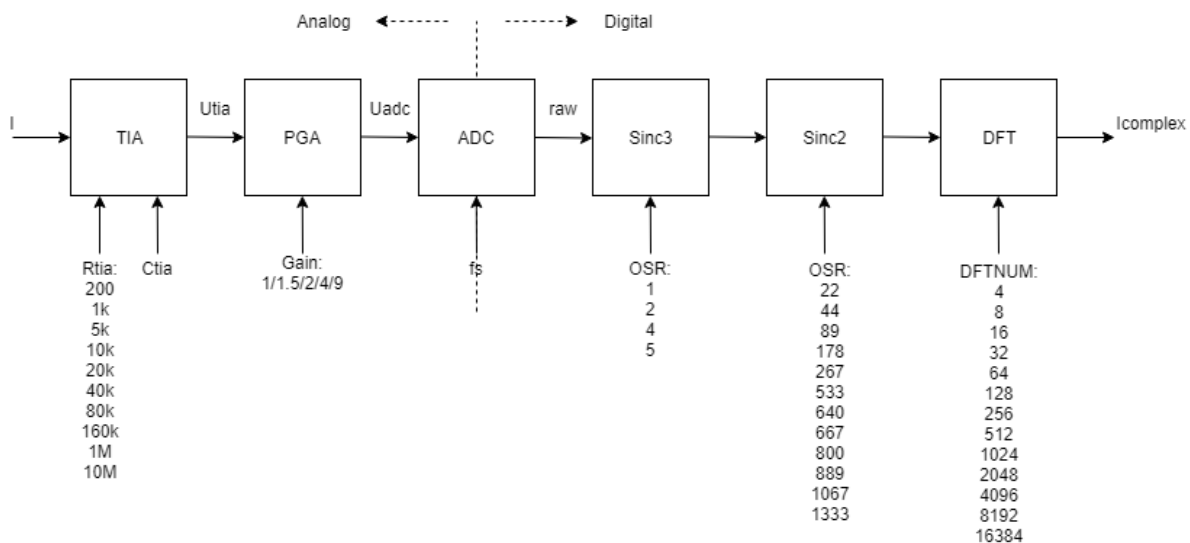 Analog
Digital
I
TIA
Utia
PGA
Uadc
ADC
raw
Sinc3
Sinc2
DFT
Icomplex
Rtia:
200
1k
5k
10k
20k
40k
80k
160k
1M
10M
Ctia
Gain:
1/1.5/2/4/9
fs
OSR:
1
2
4
5
OSR:
22
44
89
178
267
533
640
667
800
889
1067
1333
DFTNUM:
4
8
16
32
64
128
256
512
1024
2048
4096
8192
16384